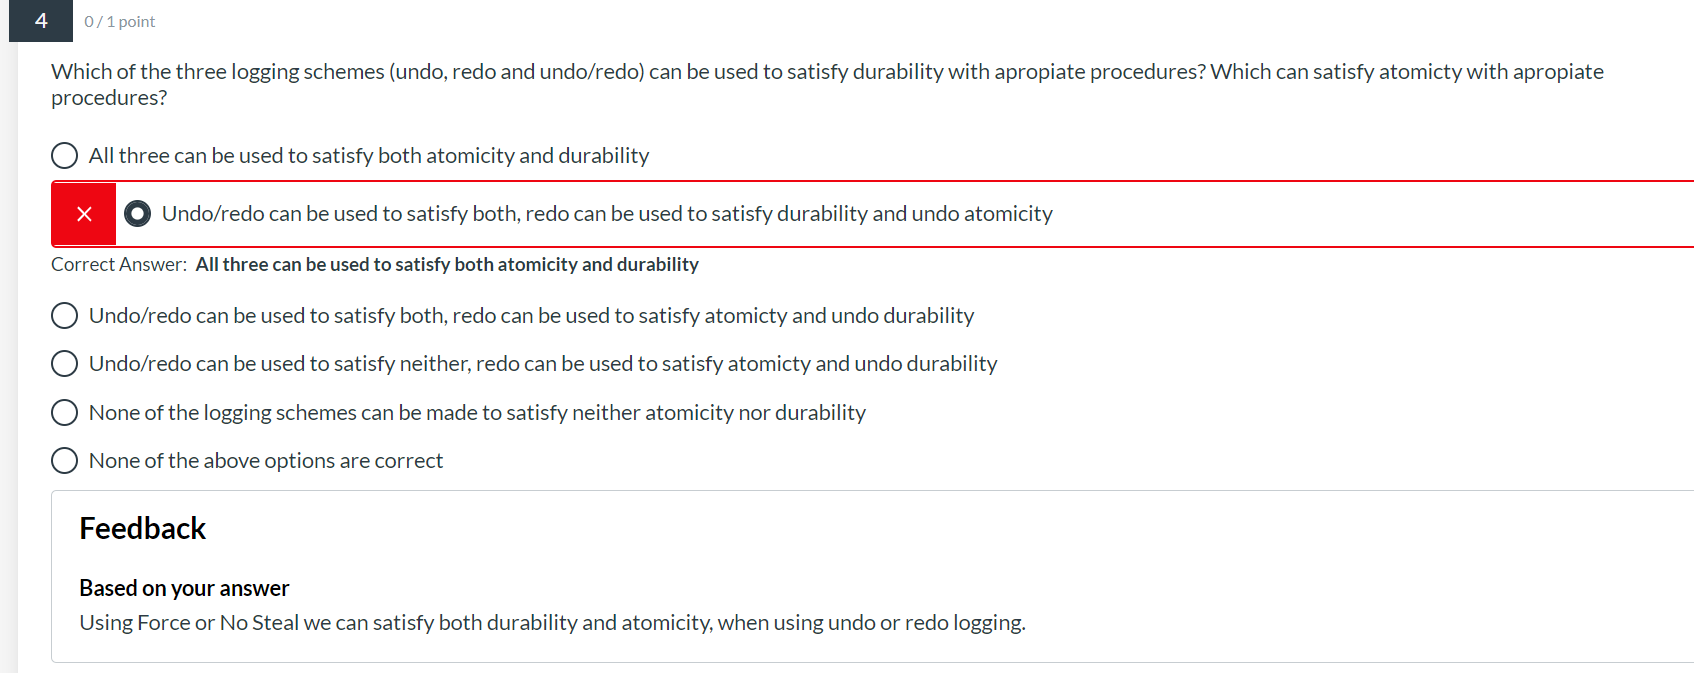 4
0 / 1 point
Which of the three logging schemes (undo, redo and undo/redo) can be used to satisfy durability with apropiate procedures? Which can satisfy atomicty with apropiate
procedures?
All three can be used to satisfy both atomicity and durability
Undo/redo can be used to satisfy both, redo can be used to satisfy durability and undo atomicity
Correct Answer: All three can be used to satisfy both atomicity and durability
Undo/redo can be used to satisfy both, redo can be used to satisfy atomicty and undo durability
Undo/redo can be used to satisfy neither, redo can be used to satisfy atomicty and undo durability
None of the logging schemes can be made to satisfy neither atomicity nor durability
None of the above options are correct
Feedback
Based on your answer
Using Force or No Steal we can satisfy both durability and atomicity, when using undo or redo logging.